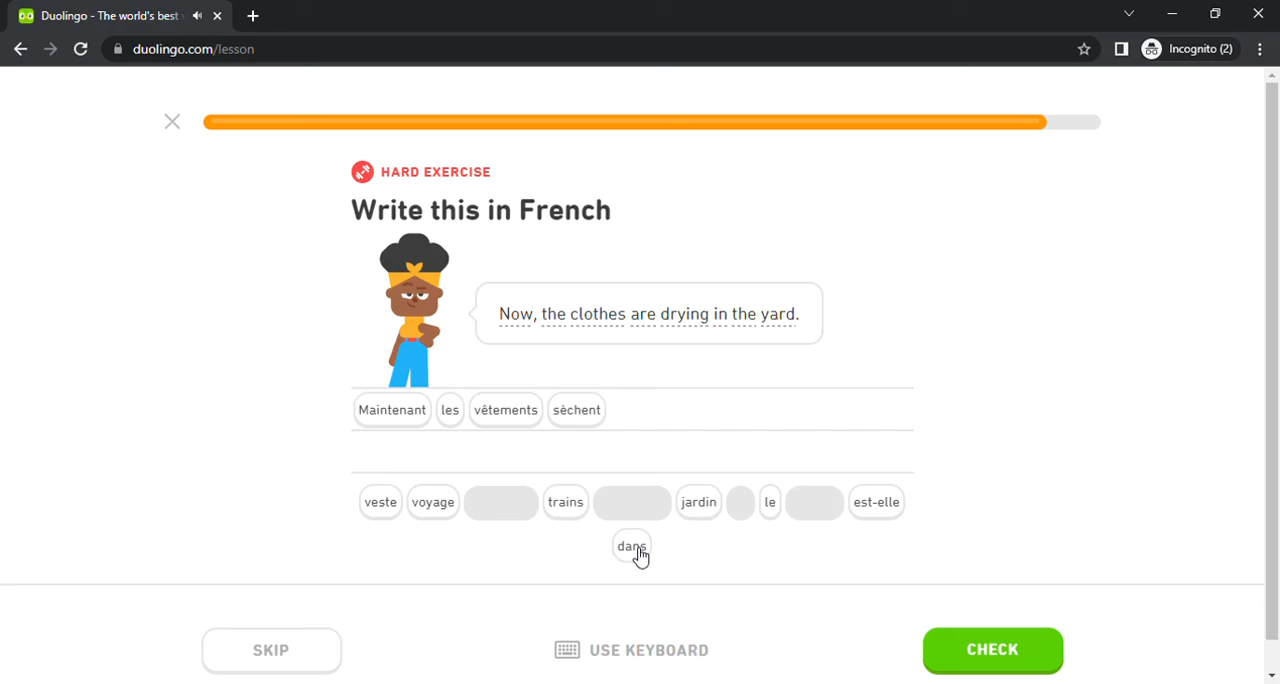 Duolingo - The world's best
duolingo.com/lesson
Incognito (2)
HARD EXERCISE
Write this in French
Now, the clothes are drying in the yard.
Maintenant les vêtements sèchent
veste voyage trains jardin le est-elle
dans
SKIP USE KEYBOARD CHECK